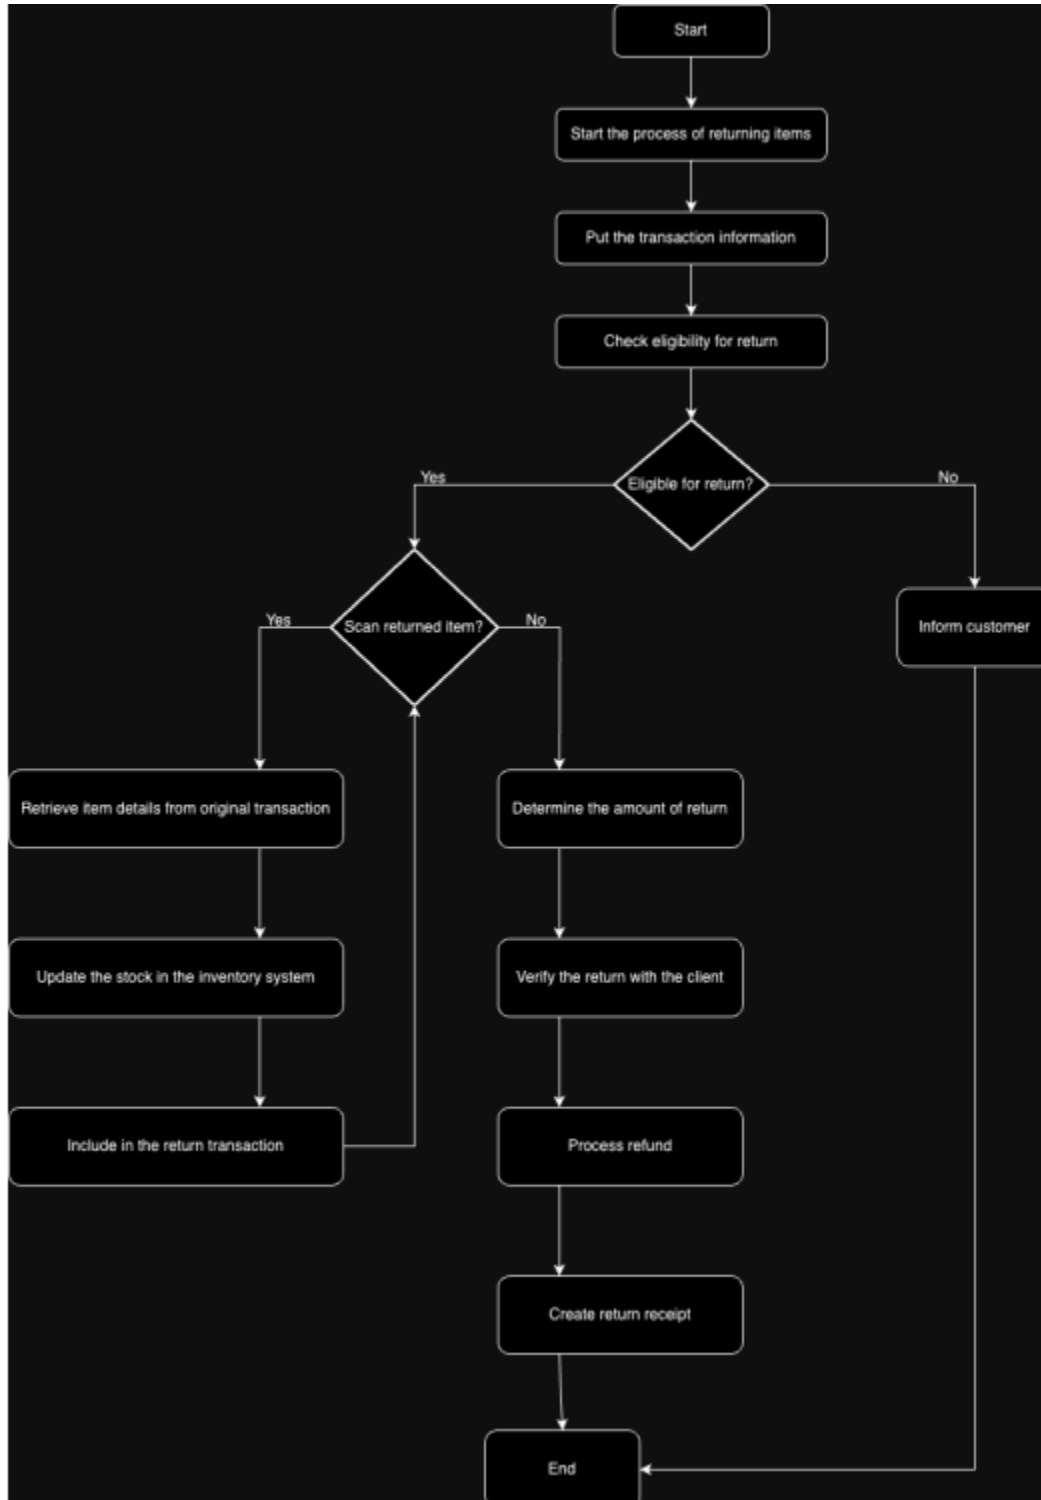 Start
Start the process of returning items
Put the transaction information
Check eligibility for return
Eligible for return?
Yes
No
Scan returned item?
Yes
No
Inform customer
Retrieve item details from original transaction
Determine the amount of return
Update the stock in the inventory system
Verify the return with the client
Include in the return transaction
Process refund
Create return receipt
End